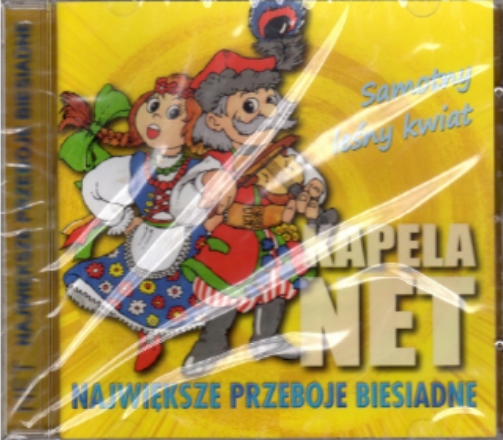 Samotny
leśny kwiat
KAPELA
NET
NAJWIĘKSZE PRZEBOJE BIESIADNE
NET NAJWIĘKSZE PRZEBOJE BIESIADNE